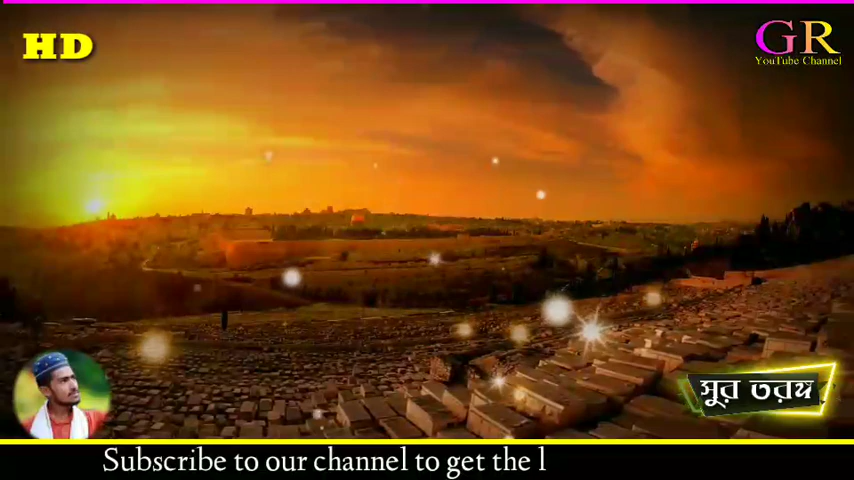 HD
GR
YouTube Channel
সুর তরঙ্গ
Subscribe to our channel to get the l